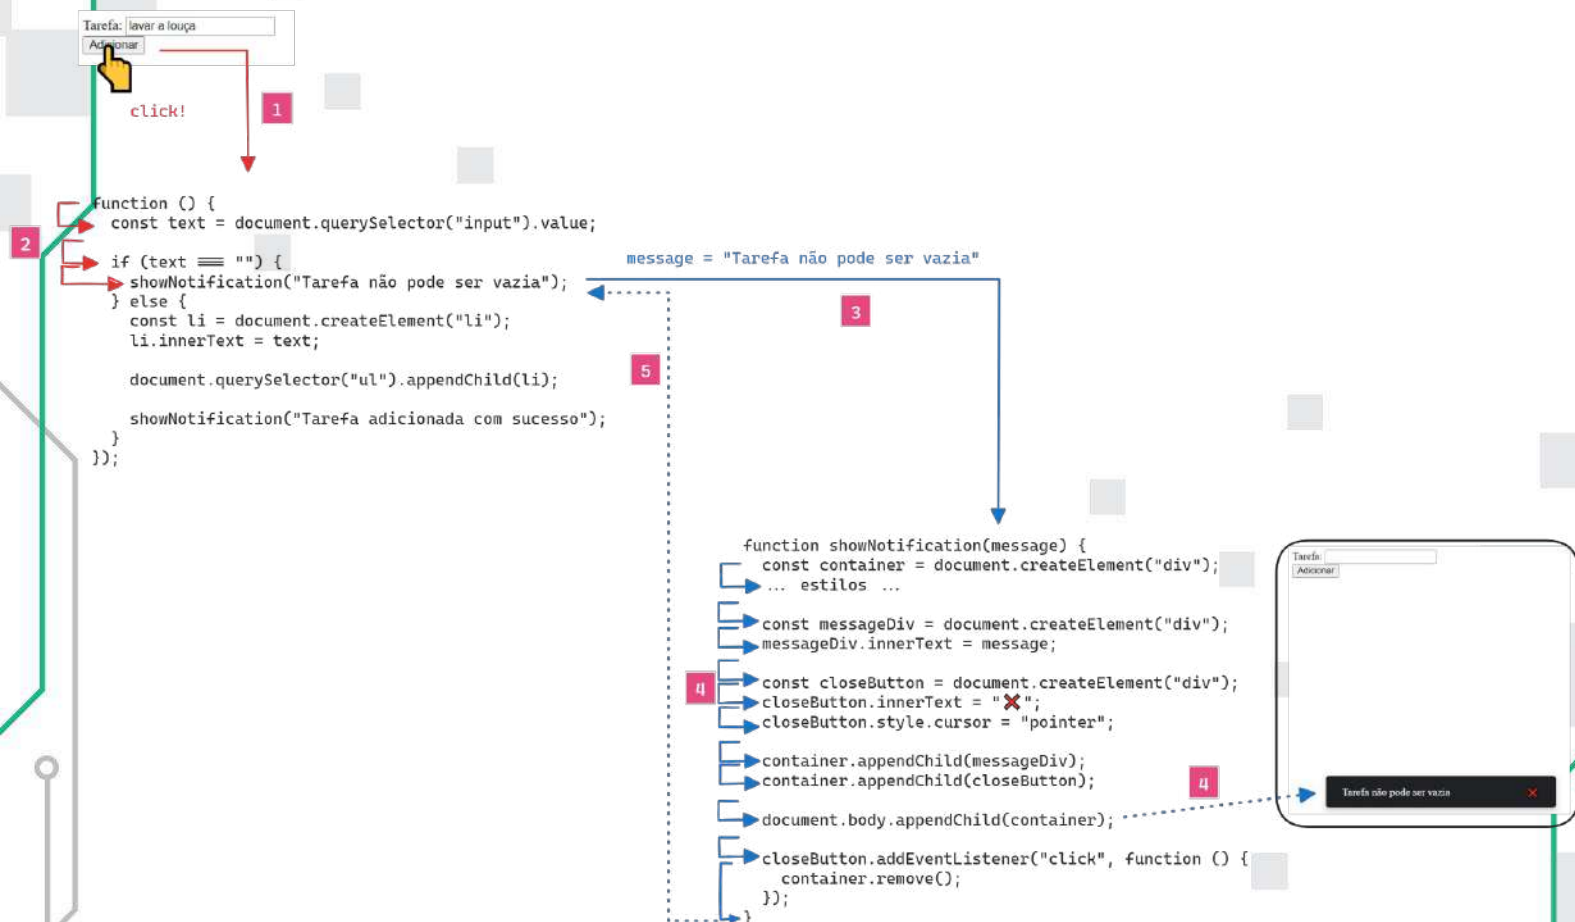 Tarefa: lavar a louça
Adicionar
click!
1
function () {
const text = document.querySelector("input").value;
2
if (text === "") {
showNotification("Tarefa não pode ser vazia");
} else {
const li = document.createElement("li");
li.innerText = text;
document.querySelector("ul").appendChild(li);
showNotification("Tarefa adicionada com sucesso");
}
});
message = "Tarefa não pode ser vazia"
3
5
function showNotification(message) {
const container = document.createElement("div");
... estilos ...
const messageDiv = document.createElement("div");
messageDiv.innerText = message;
4
const closeButton = document.createElement("div");
closeButton.innerText = "❌";
closeButton.style.cursor = "pointer";
container.appendChild(messageDiv);
container.appendChild(closeButton);
document.body.appendChild(container);
closeButton.addEventListener("click", function () {
container.remove();
});
}
4
Tarefa:
Adicionar
Tarefa não pode ser vazia